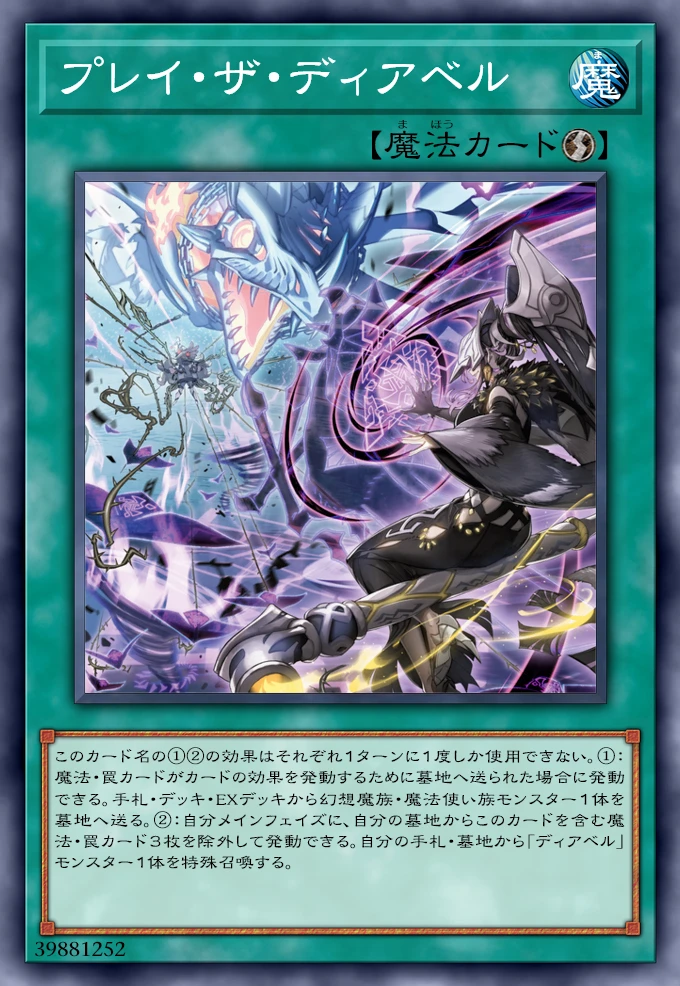 プレイ・ザ・ディアベル
魔
ま
【魔法カード】
ま ほう
このカード名の①②の効果はそれぞれ１ターンに１度しか使用できない。①：
魔法・罠カードがカードの効果を発動するために墓地へ送られた場合に発動
できる。手札・デッキ・EXデッキから幻想魔族・魔法使い族モンスター１体を
墓地へ送る。②：自分メインフェイズに、自分の墓地からこのカードを含む魔
法・罠カード３枚を除外して発動できる。自分の手札・墓地から「ディアベル」
モンスター１体を特殊召喚する。
39881252